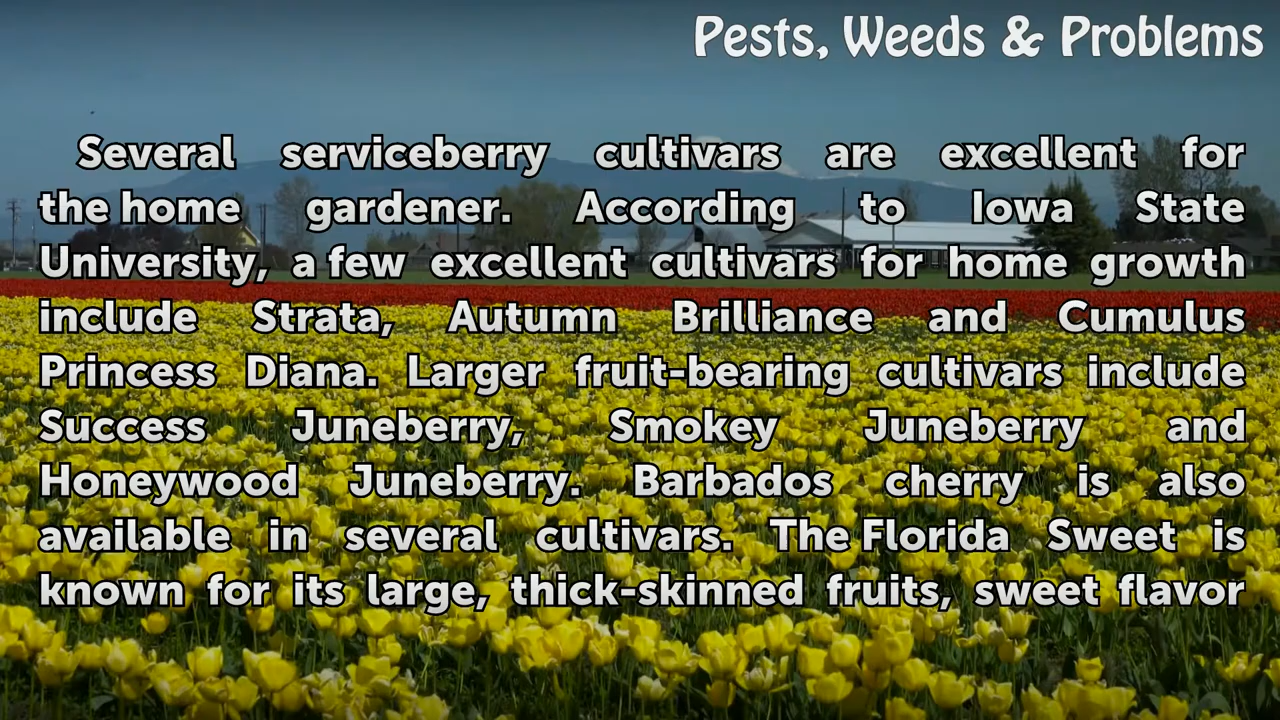 Pests, Weeds & Problems
Several serviceberry cultivars are excellent for
the home gardener. According to Iowa State
University, a few excellent cultivars for home growth
include Strata, Autumn Brilliance and Cumulus
Princess Diana. Larger fruit-bearing cultivars include
Success Juneberry, Smokey Juneberry and
Honeywood Juneberry. Barbados cherry is also
available in several cultivars. The Florida Sweet is
known for its large, thick-skinned fruits, sweet flavor